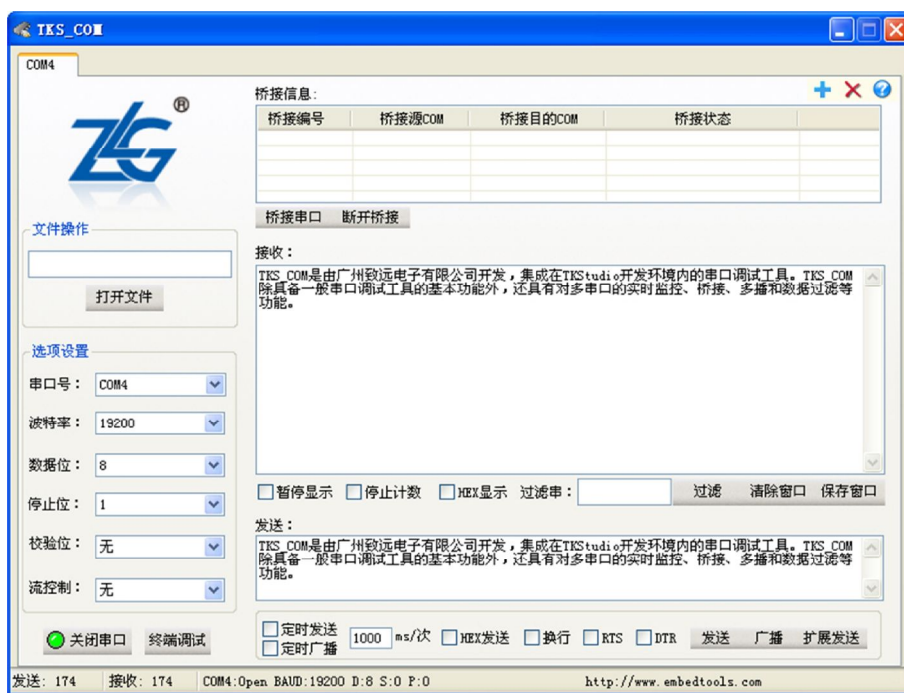 TKS_COM
COM4
ZLG®
桥接信息:
桥接编号 桥接源COM 桥接目的COM 桥接状态
桥接串口 断开桥接
文件操作
打开文件
接收：
TKS_COM是由广州致远电子有限公司开发，集成在TKStudio开发环境内的串口调试工具。TKS_COM
除具备一般串口调试工具的基本功能外，还具有对多串口的实时监控、桥接、多播和数据过滤等
功能。
选项设置
串口号： COM4
波特率： 19200
数据位： 8
停止位： 1
校验位： 无
流控制： 无
暂停显示 停止计数 HEX显示 过滤串： 过滤 清除窗口 保存窗口
发送：
TKS_COM是由广州致远电子有限公司开发，集成在TKStudio开发环境内的串口调试工具。TKS_COM
除具备一般串口调试工具的基本功能外，还具有对多串口的实时监控、桥接、多播和数据过滤等
功能。
关闭串口 终端调试
定时发送
定时广播
1000 ms/次 HEX发送 换行 RTS DTR 发送 广播 扩展发送
发送: 174 接收: 174 COM4:Open BAUD:19200 D:8 S:0 P:0 http://www.embedtools.com